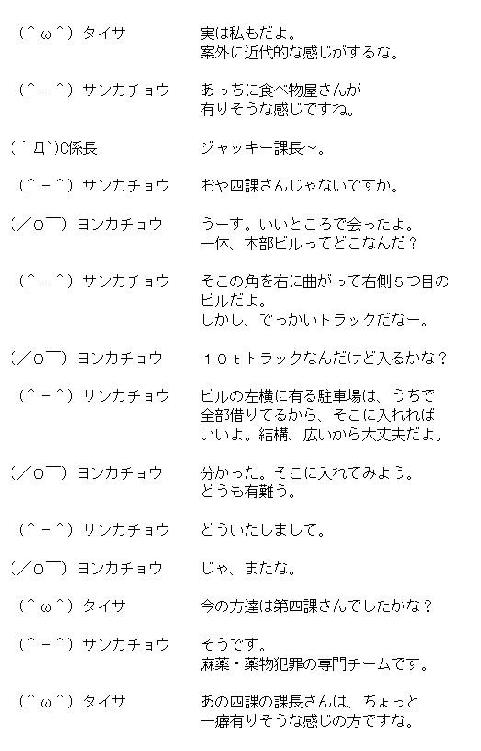 (＾ω＾) タイサ　実は私もだよ。
案外に近代的な感じがするな。
(＾－＾) サンカチョウ　あっちに食べ物屋さんが
有りそうな感じですね。
(゜Д゜)C係長　ジャッキー課長～。
(＾－＾) サンカチョウ　おや四課さんじゃないですか。
(／０￣) ヨンカチョウ　うーす。いいところで会ったよ。
一体、本部ビルってどこなんだ？
(＾－＾) サンカチョウ　そこの角を右に曲がって右側５つ目の
ビルだよ。
しかし、でっかいトラックだなー。
(／０￣) ヨンカチョウ　１０ｔトラックなんだけど入るかな？
(＾－＾) サンカチョウ　ビルの左横に有る駐車場は、うちで
全部借りてるから、そこに入れれば
いいよ。結構、広いから大丈夫だよ。
(／０￣) ヨンカチョウ　分かった。そこに入れてみよう。
どうも有難う。
(＾－＾) サンカチョウ　どういたしまして。
(／０￣) ヨンカチョウ　じゃ、またな。
(＾ω＾) タイサ　今の方達は第四課さんでしたかな？
(＾－＾) サンカチョウ　そうです。
麻薬・薬物犯罪の専門チームです。
(＾ω＾) タイサ　あの四課の課長さんは、ちょっと
一癖有りそうな感じの方ですな。